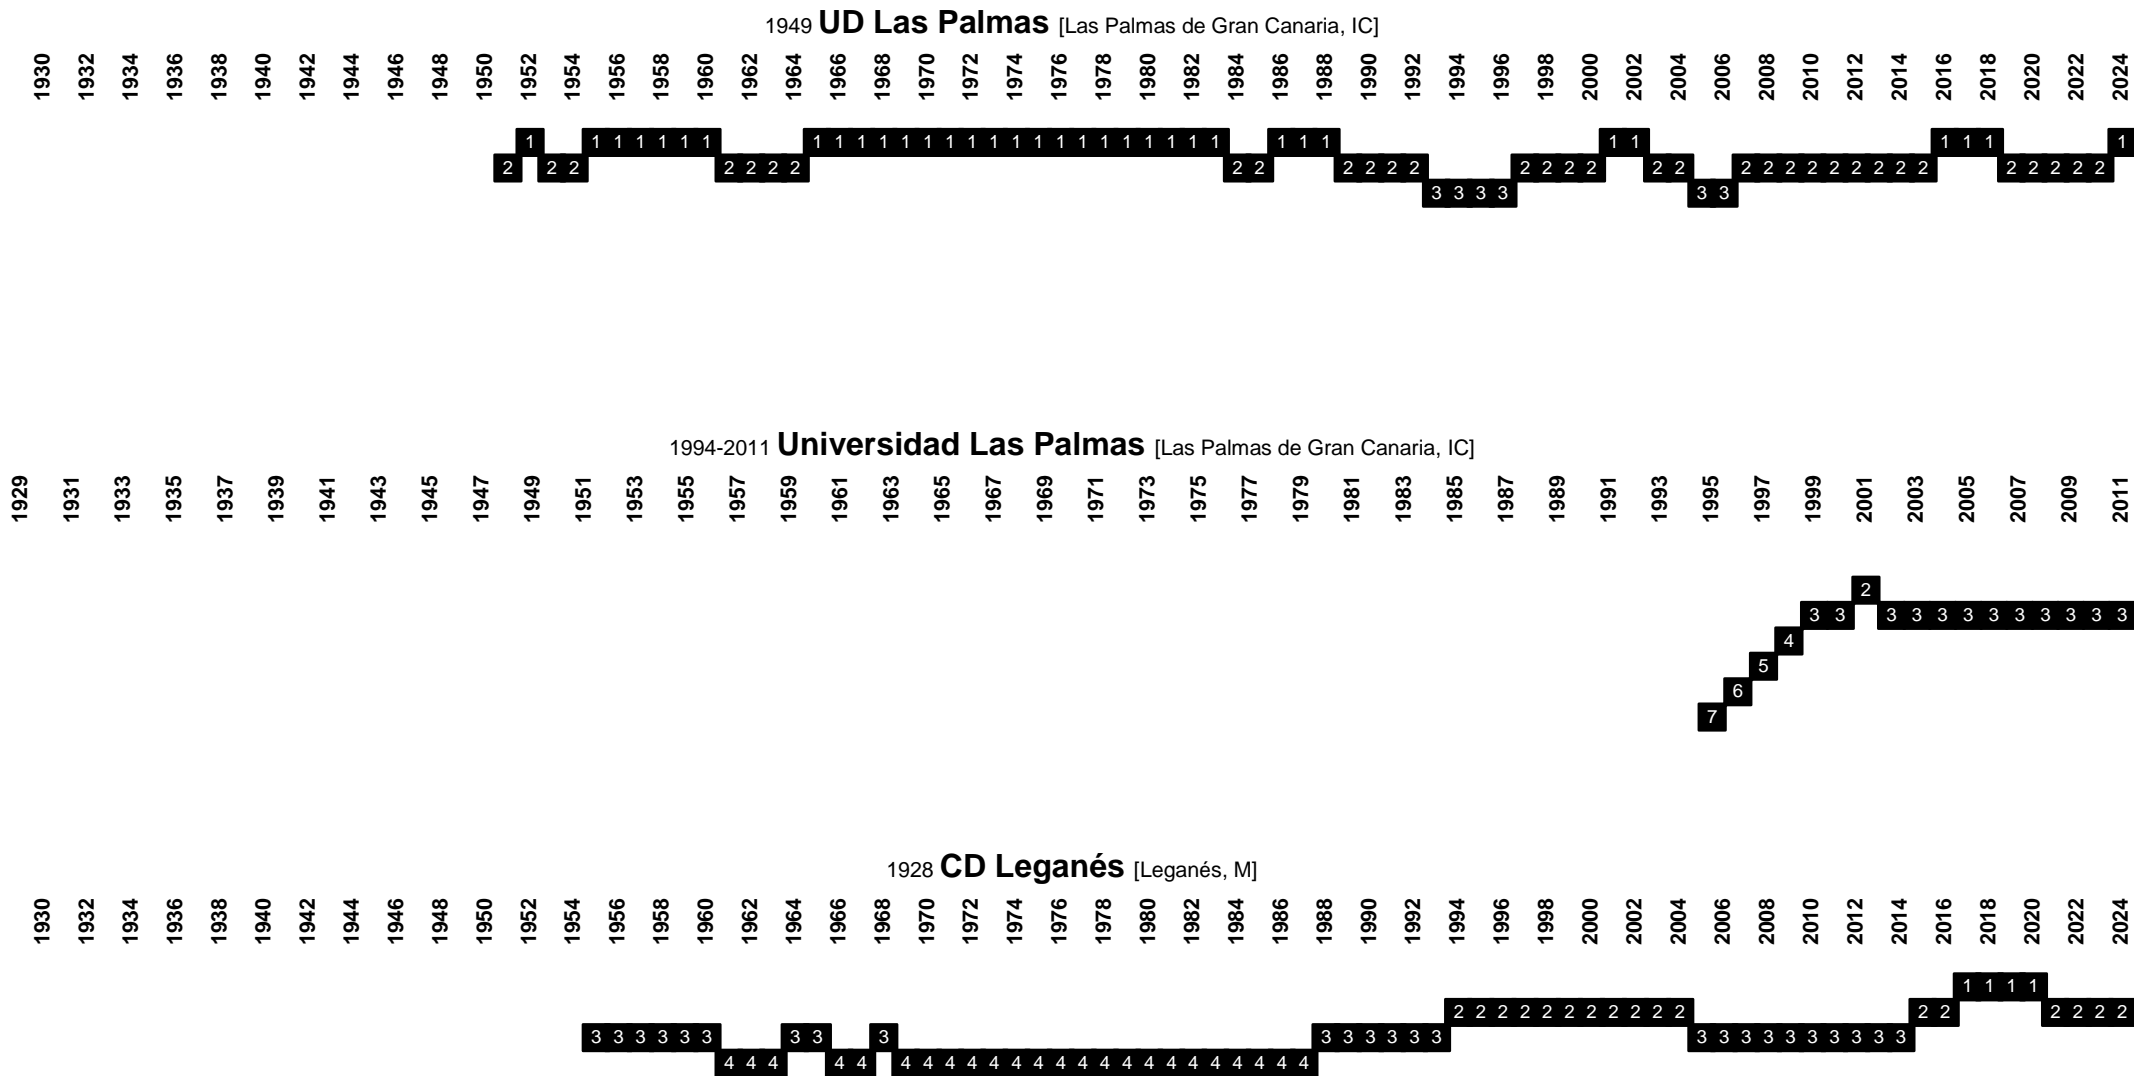 1949 UD Las Palmas [Las Palmas de Gran Canaria, IC]
1930 1932 1934 1936 1938 1940 1942 1944 1946 1948 1950 1952 1954 1956 1958 1960 1962 1964 1966 1968 1970 1972 1974 1976 1978 1980 1982 1984 1986 1988 1990 1992 1994 1996 1998 2000 2002 2004 2006 2008 2010 2012 2014 2016 2018 2020 2022 2024
1 1 1 1 1 1 1 1 1 1 1 1 1 1 1 1 1 1 1 1 1 1 1 1 1 1 1 1 1 1 1 1 1 1 1
2 2 2 2 2 2 2 2 2 2 2 2 2 2 2 2 2 2 2 2 2 2 2 2 2 2 2 2 2 2 2 2 2
3 3 3 3 3 3
1994-2011 Universidad Las Palmas [Las Palmas de Gran Canaria, IC]
1929 1931 1933 1935 1937 1939 1941 1943 1945 1947 1949 1951 1953 1955 1957 1959 1961 1963 1965 1967 1969 1971 1973 1975 1977 1979 1981 1983 1985 1987 1989 1991 1993 1995 1997 1999 2001 2003 2005 2007 2009 2011
2
3 3 3 3 3 3 3 3 3 3 3 3
4
5
6
7
1928 CD Leganés [Leganés, M]
1930 1932 1934 1936 1938 1940 1942 1944 1946 1948 1950 1952 1954 1956 1958 1960 1962 1964 1966 1968 1970 1972 1974 1976 1978 1980 1982 1984 1986 1988 1990 1992 1994 1996 1998 2000 2002 2004 2006 2008 2010 2012 2014 2016 2018 2020 2022 2024
1 1 1 1
2 2 2 2 2 2 2 2 2 2 2 2 2 2 2 2 2
3 3 3 3 3 3 3 3 3 3 3 3 3 3 3 3 3 3 3 3 3 3 3 3 3
4 4 4 4 4 4 4 4 4 4 4 4 4 4 4 4 4 4 4 4 4 4 4 4